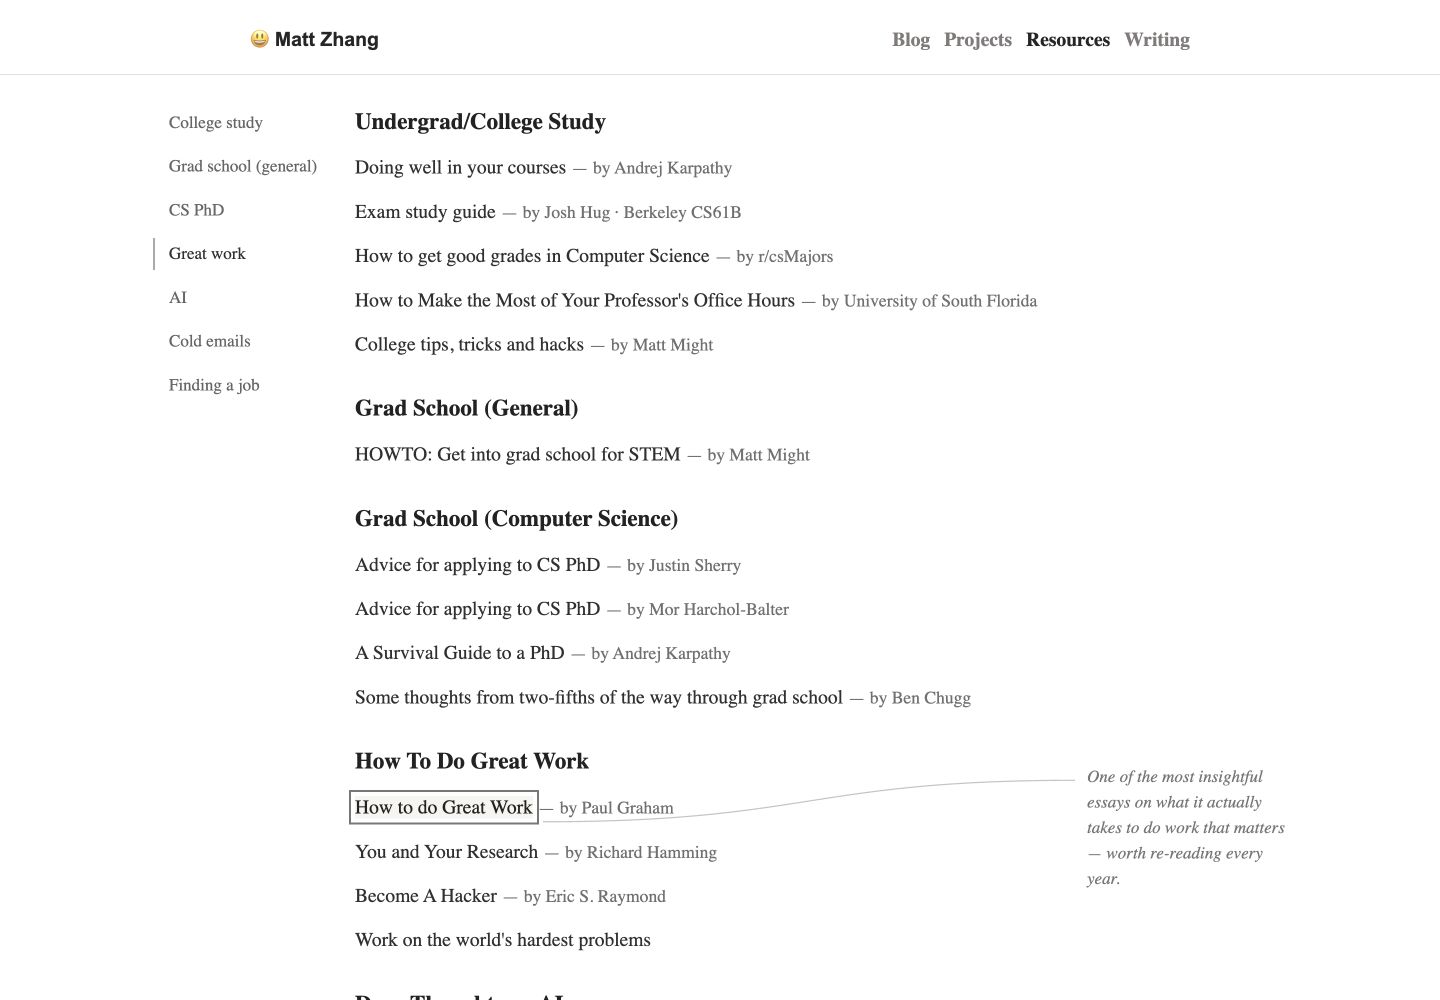 😃 Matt Zhang
Blog Projects Resources Writing
College study
Grad school (general)
CS PhD
Great work
AI
Cold emails
Finding a job
Undergrad/College Study
Doing well in your courses — by Andrej Karpathy
Exam study guide — by Josh Hug · Berkeley CS61B
How to get good grades in Computer Science — by r/csMajors
How to Make the Most of Your Professor's Office Hours — by University of South Florida
College tips, tricks and hacks — by Matt Might
Grad School (General)
HOWTO: Get into grad school for STEM — by Matt Might
Grad School (Computer Science)
Advice for applying to CS PhD — by Justin Sherry
Advice for applying to CS PhD — by Mor Harchol-Balter
A Survival Guide to a PhD — by Andrej Karpathy
Some thoughts from two-fifths of the way through grad school — by Ben Chugg
How To Do Great Work
How to do Great Work — by Paul Graham
You and Your Research — by Richard Hamming
Become A Hacker — by Eric S. Raymond
Work on the world's hardest problems
One of the most insightful
essays on what it actually
takes to do work that matters
— worth re-reading every
year.